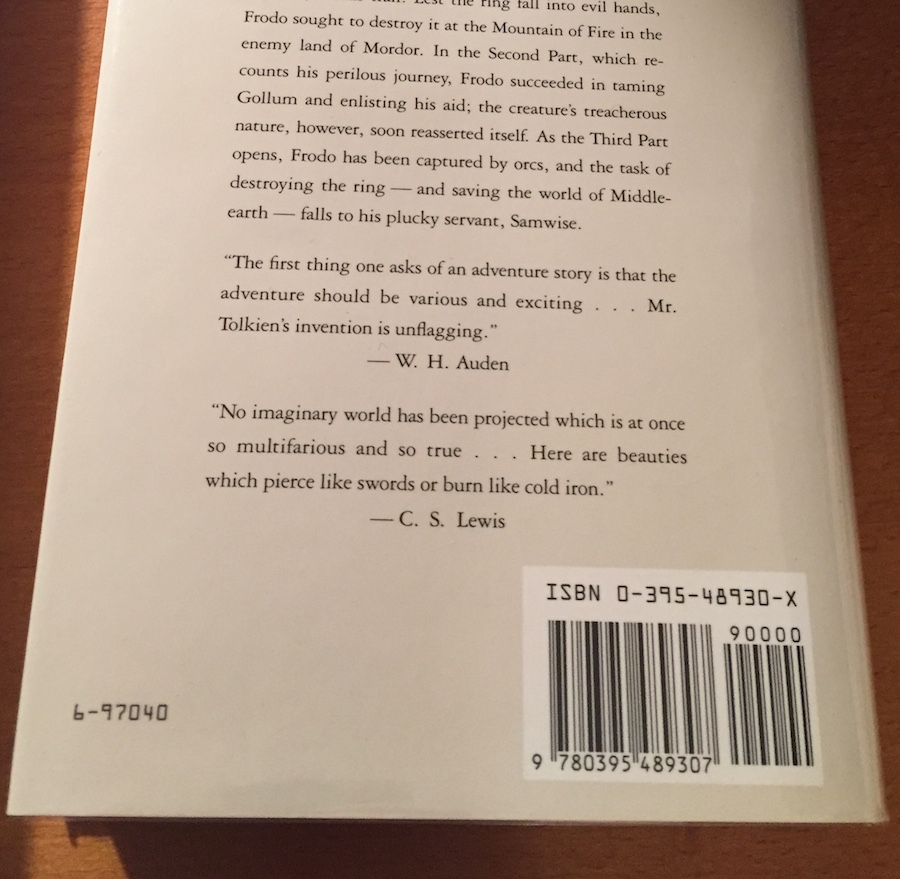 the ring fall into evil hands,
Frodo sought to destroy it at the Mountain of Fire in the
enemy land of Mordor. In the Second Part, which re-
counts his perilous journey, Frodo succeeded in taming
Gollum and enlisting his aid; the creature's treacherous
nature, however, soon reasserted itself. As the Third Part
opens, Frodo has been captured by orcs, and the task of
destroying the ring — and saving the world of Middle-
earth — falls to his plucky servant, Samwise.
“The first thing one asks of an adventure story is that the
adventure should be various and exciting . . . Mr.
Tolkien's invention is unflagging.”
— W. H. Auden
“No imaginary world has been projected which is at once
so multifarious and so true . . . Here are beauties
which pierce like swords or burn like cold iron.”
— C. S. Lewis
ISBN 0-395-48930-X
90000
9 780395 489307
6-97040